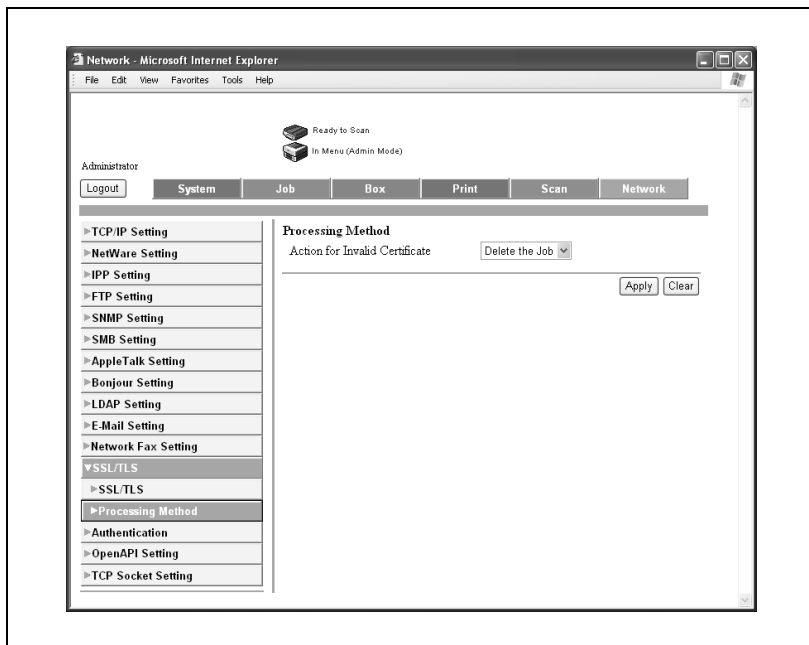 Network - Microsoft Internet Explorer
File Edit View Favorites Tools Help
Ready to Scan
In Menu (Admin Mode)
Administrator
Logout System Job Box Print Scan Network
TCP/IP Setting
NetWare Setting
IPP Setting
FTP Setting
SNMP Setting
SMB Setting
AppleTalk Setting
Bonjour Setting
LDAP Setting
E-Mail Setting
Network Fax Setting
SSL/TLS
SSL/TLS
Processing Method
Authentication
OpenAPI Setting
TCP Socket Setting
Processing Method
Action for Invalid Certificate Delete the Job
Apply Clear